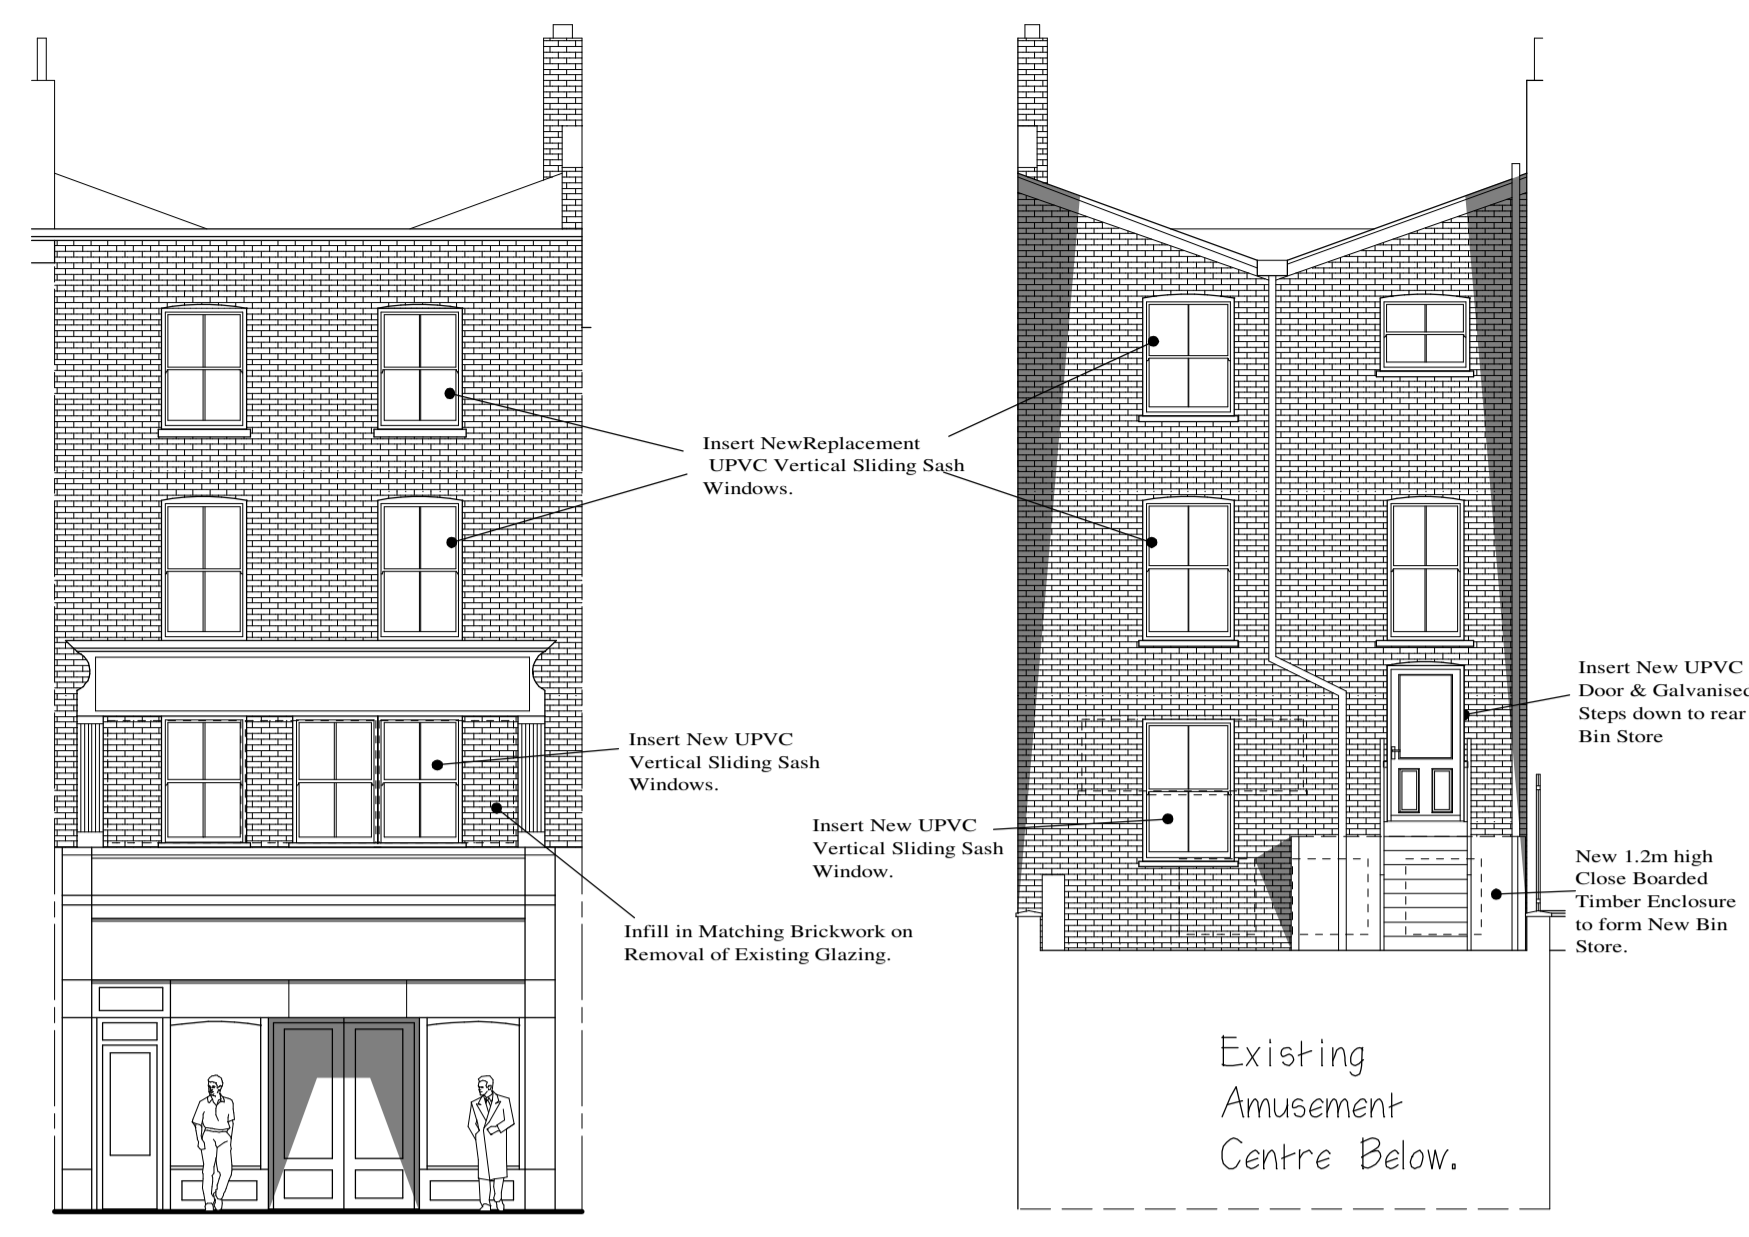 Insert NewReplacement
UPVC Vertical Sliding Sash
Windows.
Insert New UPVC
Vertical Sliding Sash
Windows.
Infill in Matching Brickwork on
Removal of Existing Glazing.
Insert New UPVC
Vertical Sliding Sash
Window.
Insert New UPVC
Door & Galvanised
Steps down to rear
Bin Store
New 1.2m high
Close Boarded
Timber Enclosure
to form New Bin
Store.
Existing
Amusement
Centre Below.